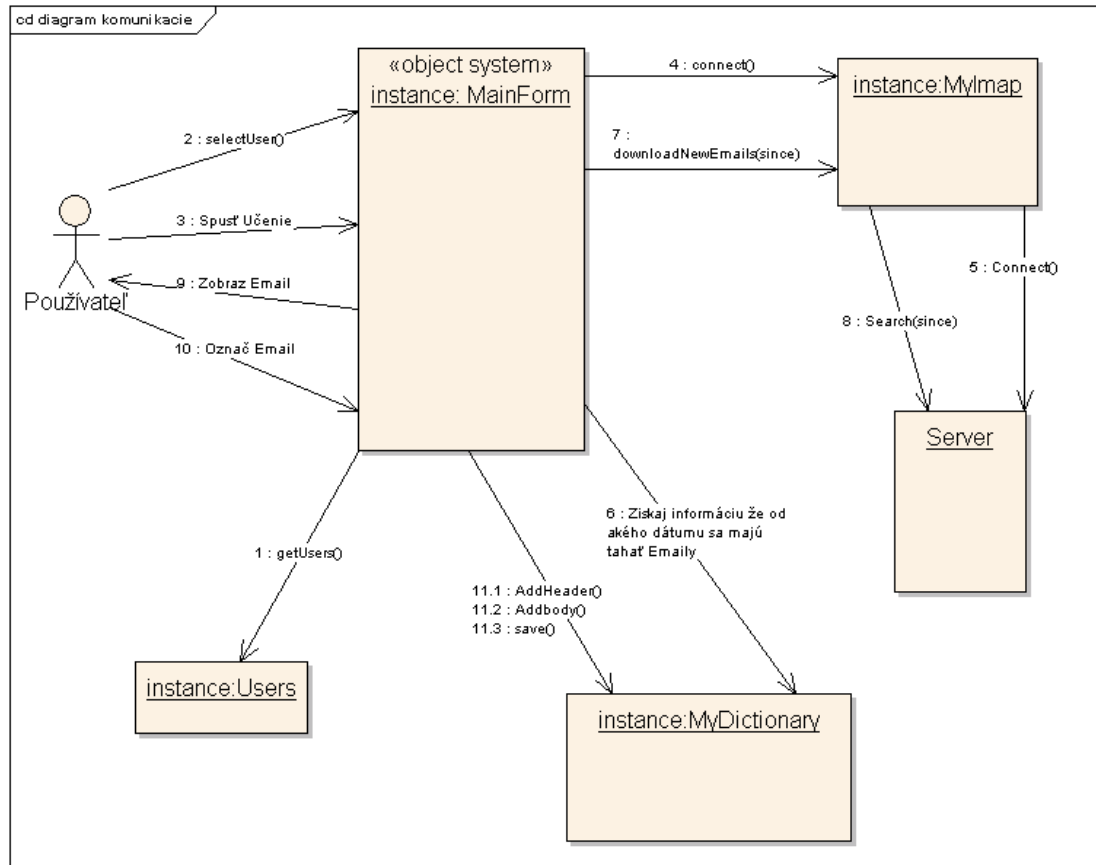 cd diagram komunikacie
«object system»
instance: MainForm
4 : connect()
instance:MyImap
2 : selectUser()
7 :
downloadNewEmails(since)
3 : Spusť Učenie
5 : Connect()
9 : Zobraz Email
Používateľ
8 : Search(since)
10 : Označ Email
Server
6 : Získaj informáciu že od
akého dátumu sa majú
tahať Emaily
1 : getUsers()
11.1 : AddHeader()
11.2 : Addbody()
11.3 : save()
instance:Users
instance:MyDictionary